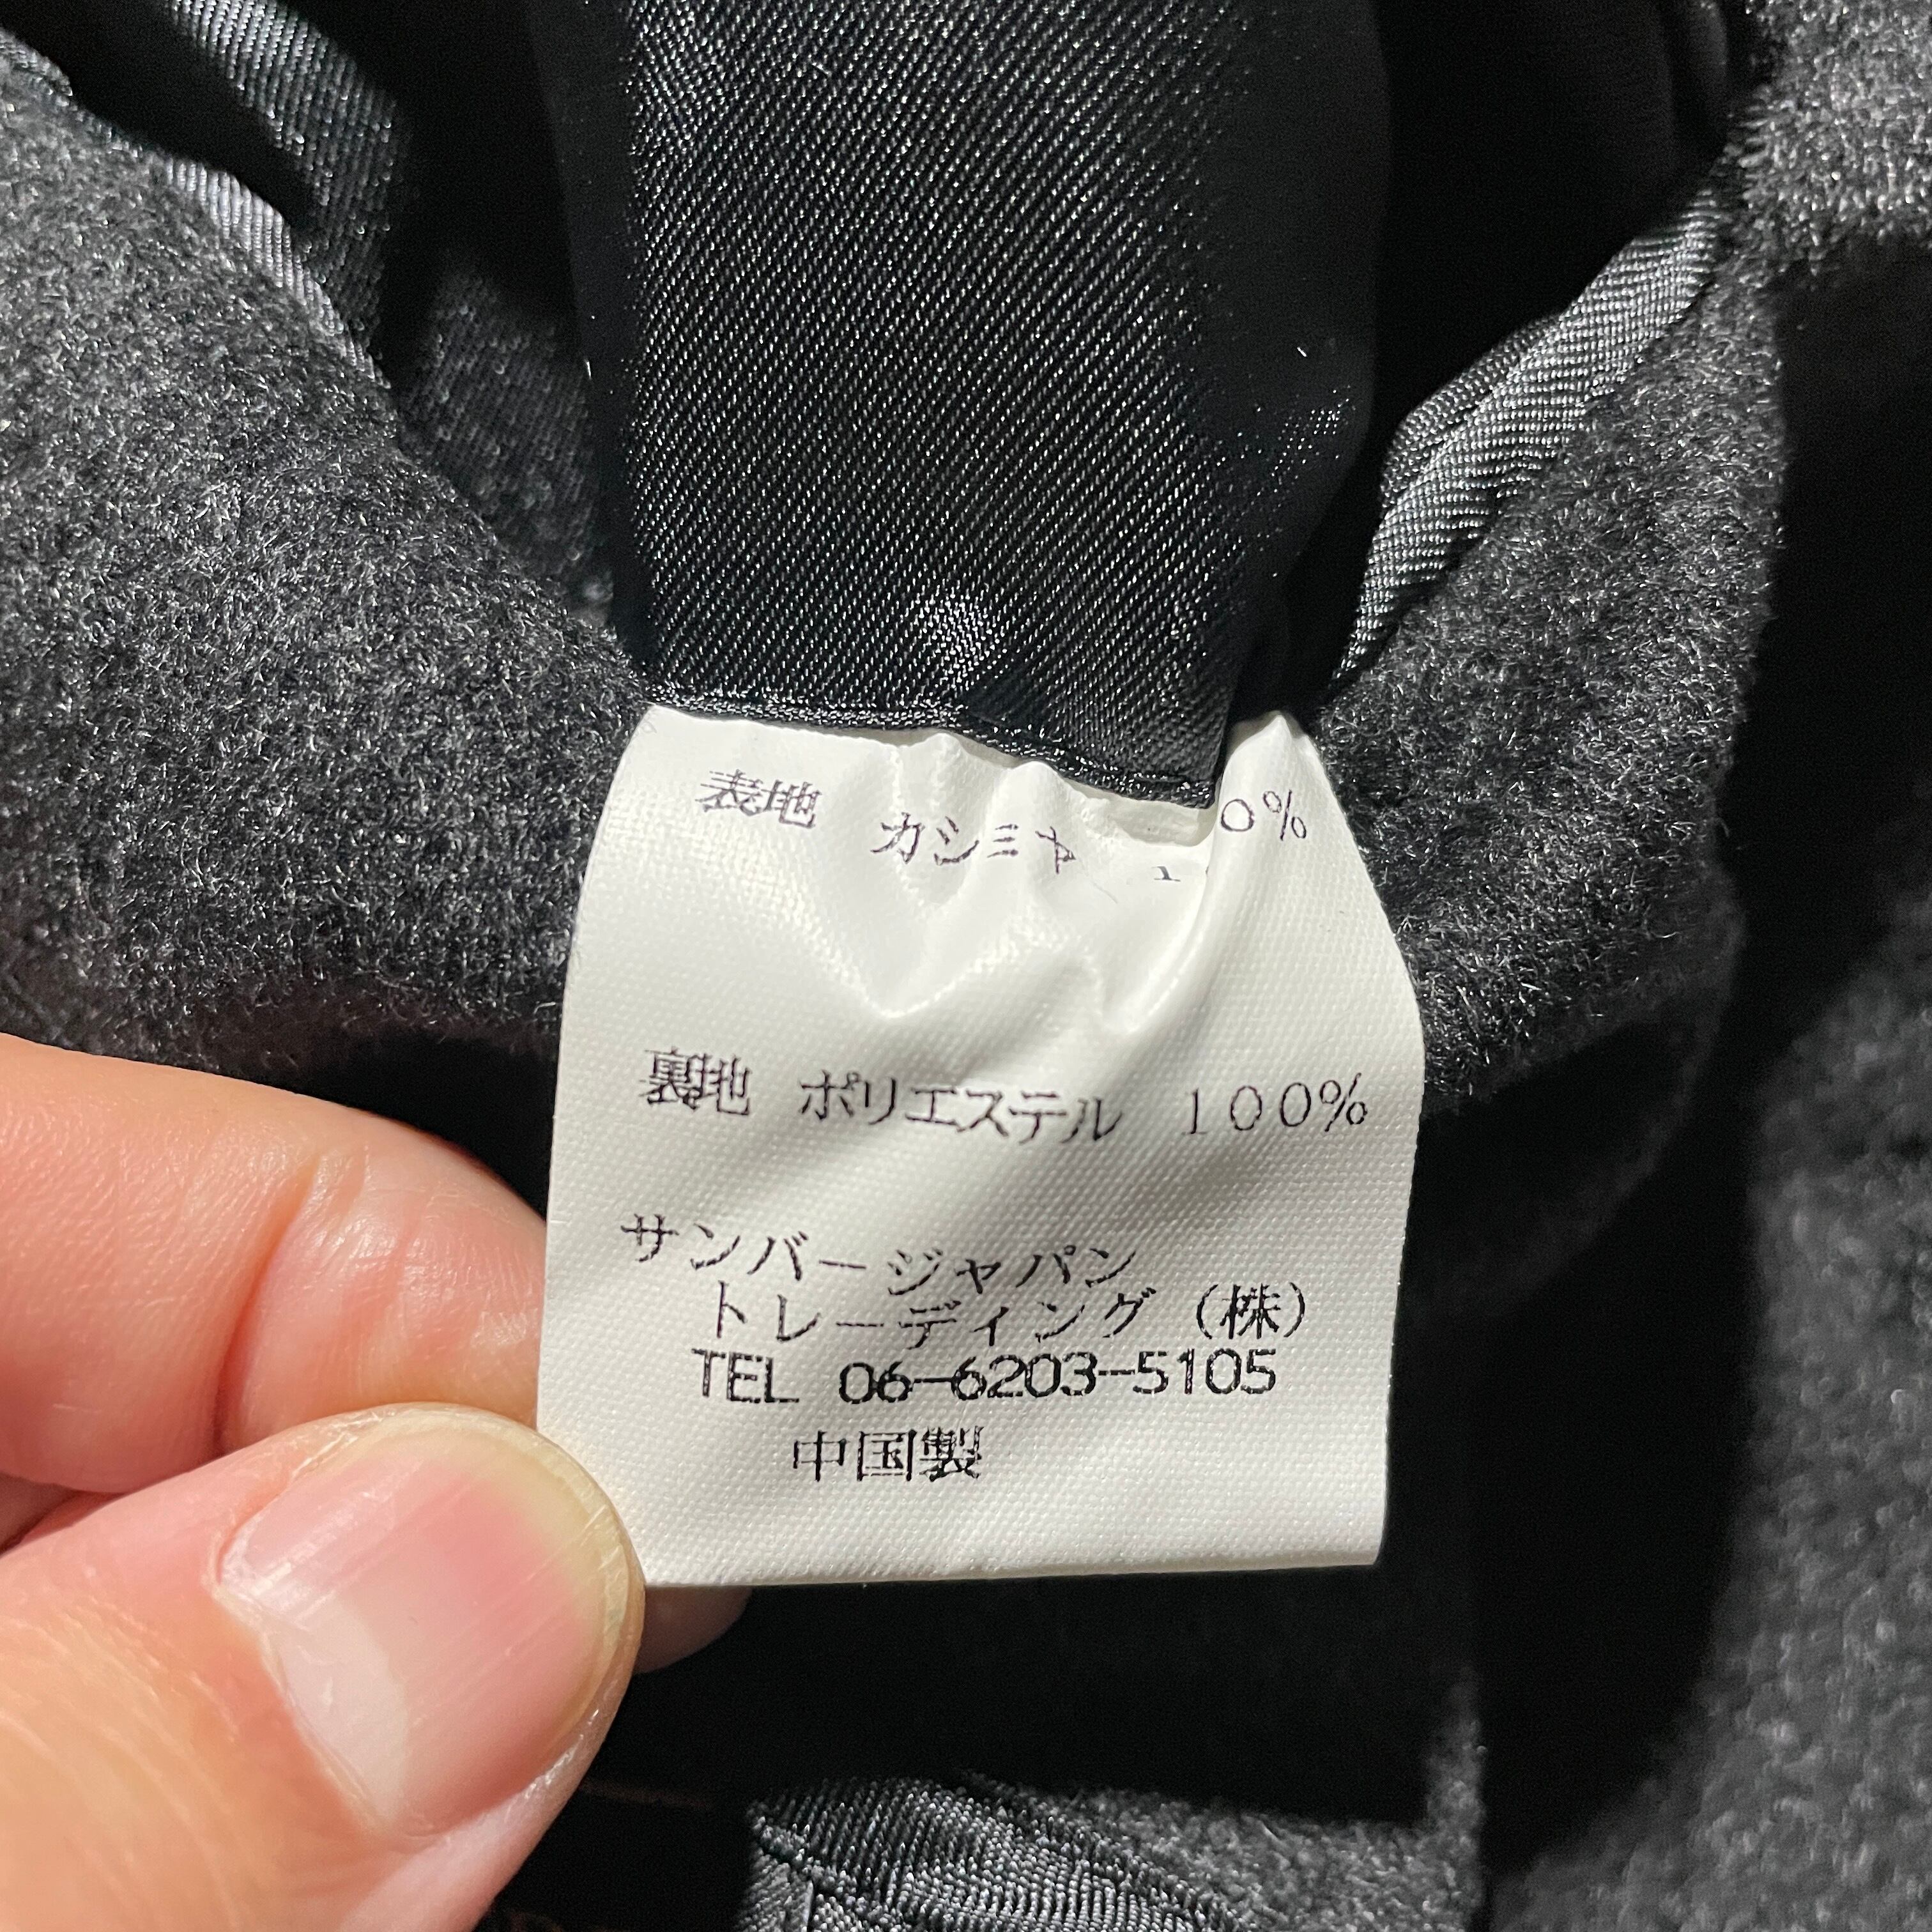 表地 カシミヤ 100%
裏地 ポリエステル 100%
サンバージャパン
トレーディング(株)
TEL 06-6203-5105
中国製